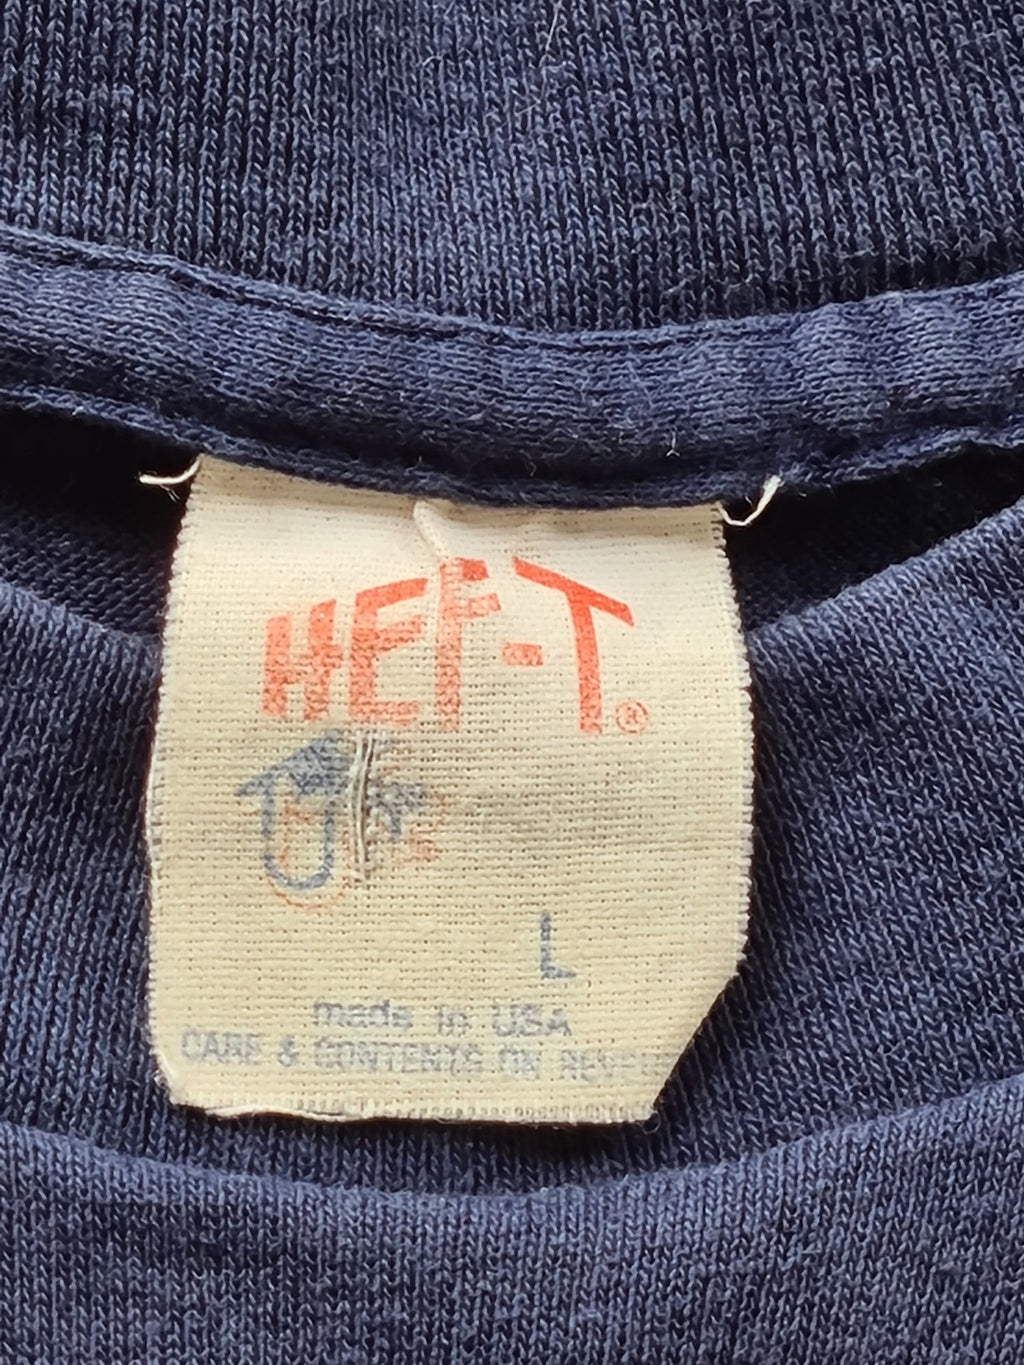 HEF-T®
L
made in USA
CARE & CONTENTS ON